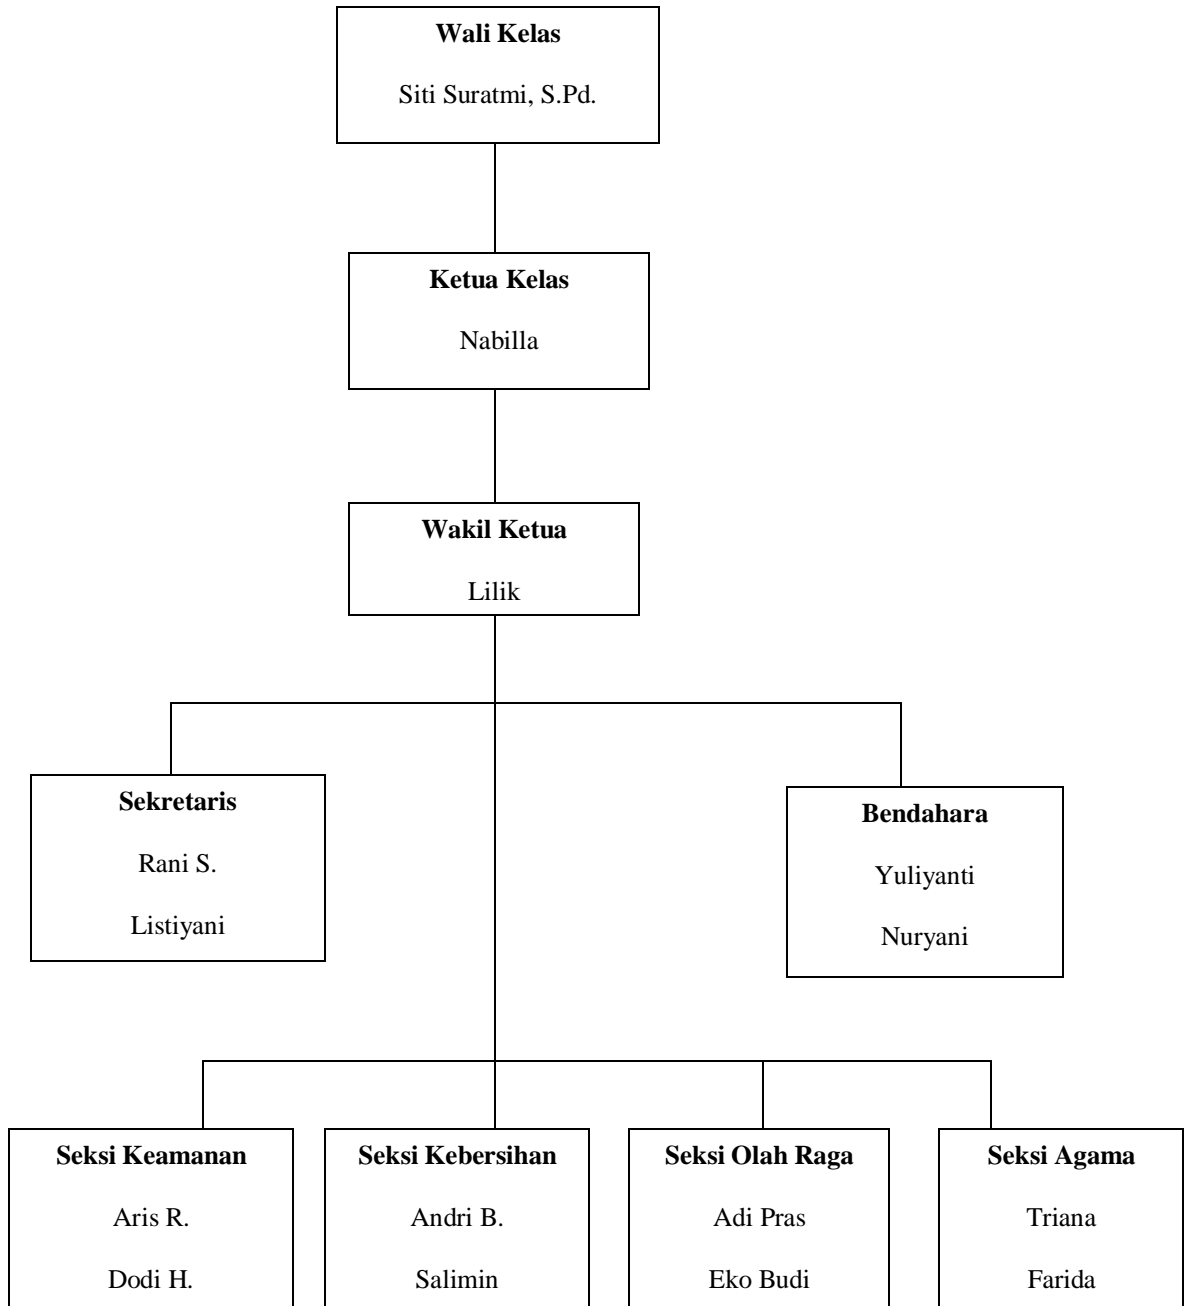 Wali Kelas
Siti Suratmi, S.Pd.
Ketua Kelas
Nabilla
Wakil Ketua
Lilik
Sekretaris
Rani S.
Listiyani
Bendahara
Yuliyanti
Nuryani
Seksi Keamanan
Aris R.
Dodi H.
Seksi Kebersihan
Andri B.
Salimin
Seksi Olah Raga
Adi Pras
Eko Budi
Seksi Agama
Triana
Farida